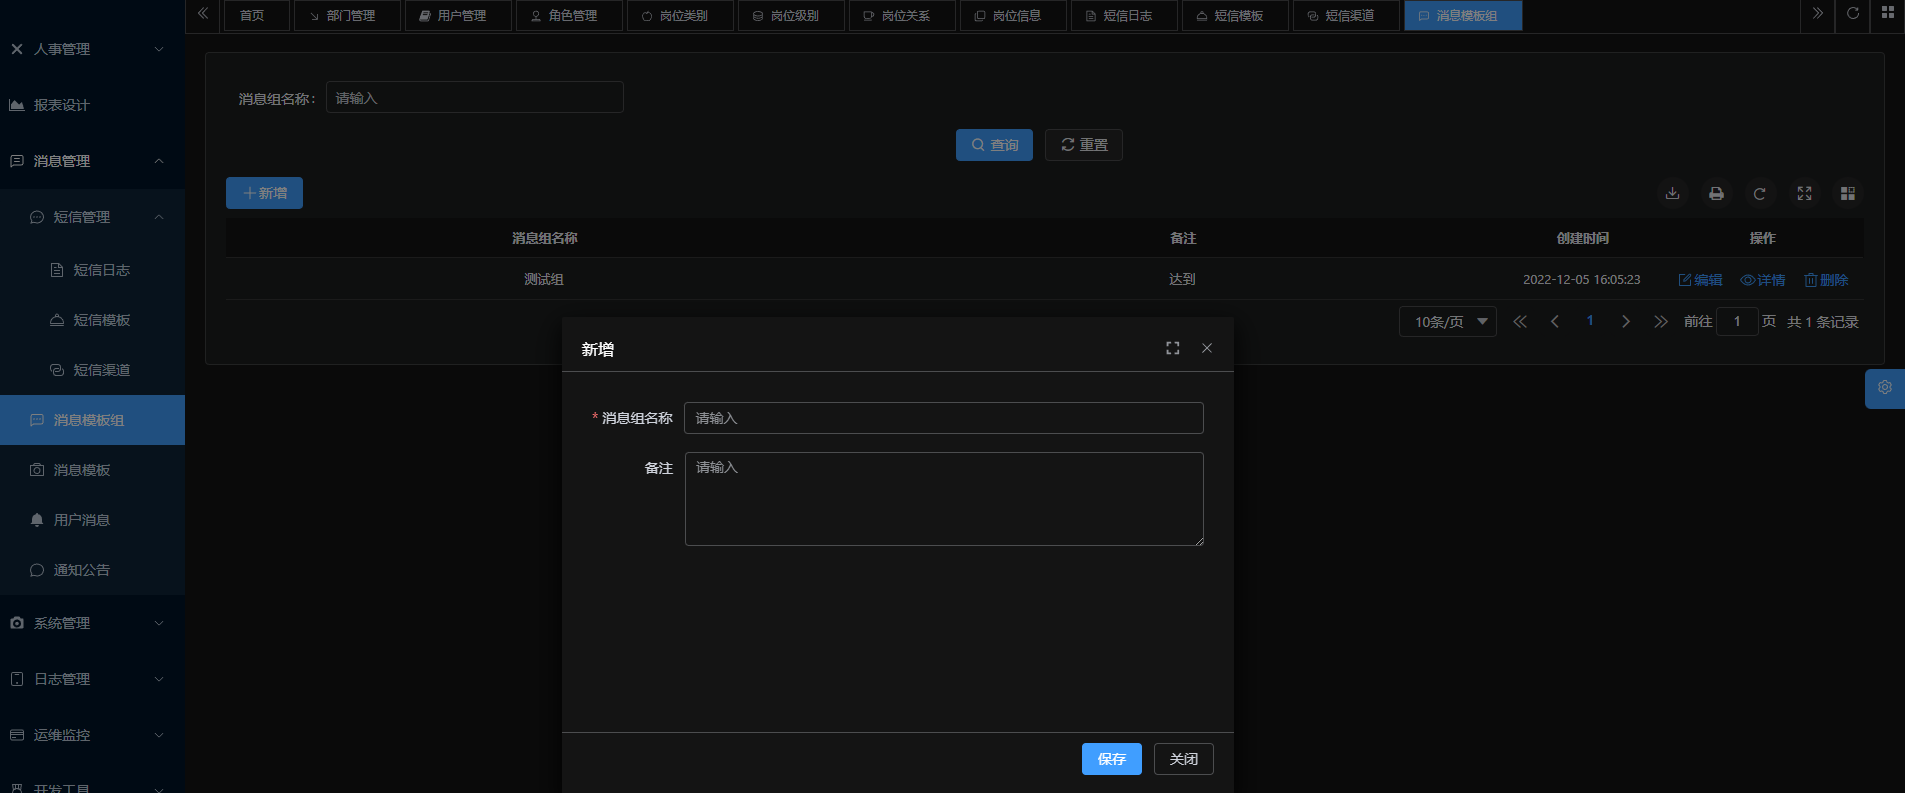 首页
部门管理
用户管理
角色管理
岗位类别
岗位级别
岗位关系
岗位信息
短信日志
短信模板
短信渠道
消息模板组
人事管理
报表设计
消息管理
短信管理
短信日志
短信模板
短信渠道
消息模板组
消息模板
用户消息
通知公告
系统管理
日志管理
运维监控
开发工具
消息组名称：
请输入
查询
重置
新增
消息组名称 备注 创建时间 操作
测试组 达到 2022-12-05 16:05:23 编辑 详情 删除
10条/页 1 前往 1 页 共 1 条记录
新增
* 消息组名称
请输入
备注
请输入
保存
关闭